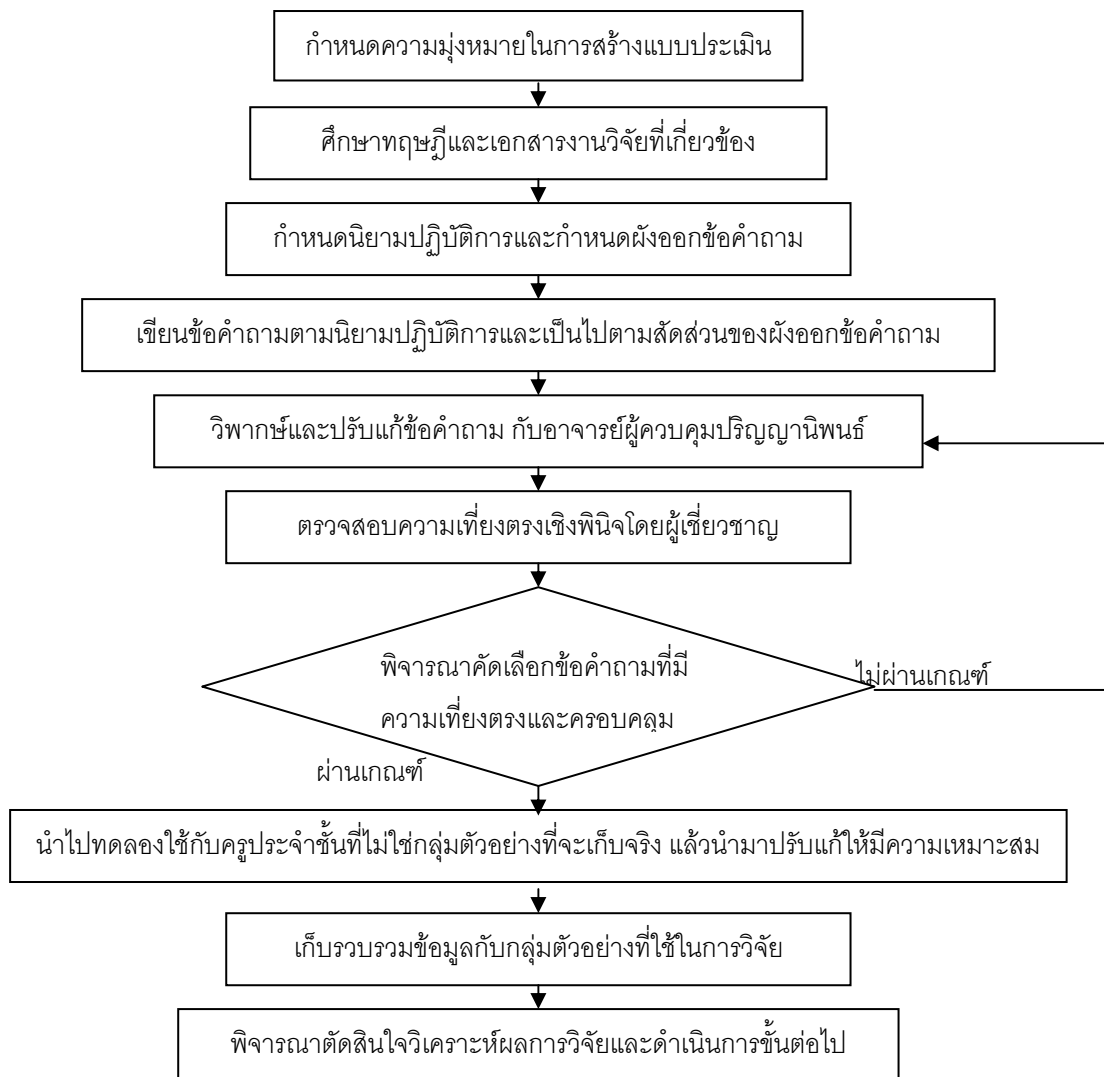 กำหนดความมุ่งหมายในการสร้างแบบประเมิน
ศึกษาทฤษฎีและเอกสารงานวิจัยที่เกี่ยวข้อง
กำหนดนิยามปฏิบัติการและกำหนดผังออกข้อคำถาม
เขียนข้อคำถามตามนิยามปฏิบัติการและเป็นไปตามสัดส่วนของผังออกข้อคำถาม
วิพากษ์และปรับแก้ข้อคำถาม กับอาจารย์ผู้ควบคุมปริญญานิพนธ์
ตรวจสอบความเที่ยงตรงเชิงพินิจโดยผู้เชี่ยวชาญ
พิจารณาคัดเลือกข้อคำถามที่มี
ความเที่ยงตรงและครอบคลุม
ไม่ผ่านเกณฑ์
ผ่านเกณฑ์
นำไปทดลองใช้กับครูประจำชั้นที่ไม่ใช่กลุ่มตัวอย่างที่จะเก็บจริง แล้วนำมาปรับแก้ให้มีความเหมาะสม
เก็บรวบรวมข้อมูลกับกลุ่มตัวอย่างที่ใช้ในการวิจัย
พิจารณาตัดสินใจวิเคราะห์ผลการวิจัยและดำเนินการขั้นต่อไป